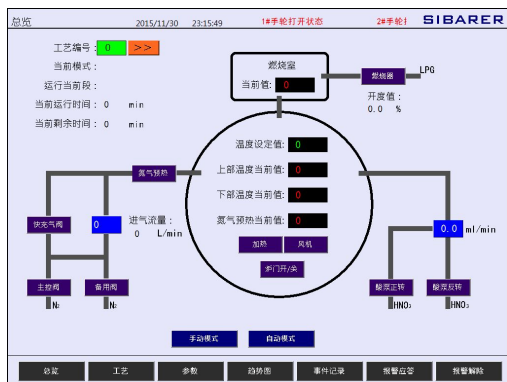 总览 2015/11/30 23:15:49 1#手轮打开状态 2#手轮 SIBARER
工艺编号: 0 >>
当前模式:
运行当前段:
当前运行时间: 0 min
当前剩余时间: 0 min
燃烧室
当前值: 0
燃烧器 LPG
开度值:
0.0 %
温度设定值: 0
上部温度当前值: 0
下部温度当前值: 0
氮气预热当前值: 0
加热 风机
炉门开/关
氮气预热
快充气阀 0 进气流量:
0 L/min
主控阀 备用阀
N₂ N₂
0.0 ml/min
酸泵正转 酸泵反转
HNO₃ HNO₃
手动模式 自动模式
总览 工艺 参数 趋势图 事件记录 报警应答 报警解除